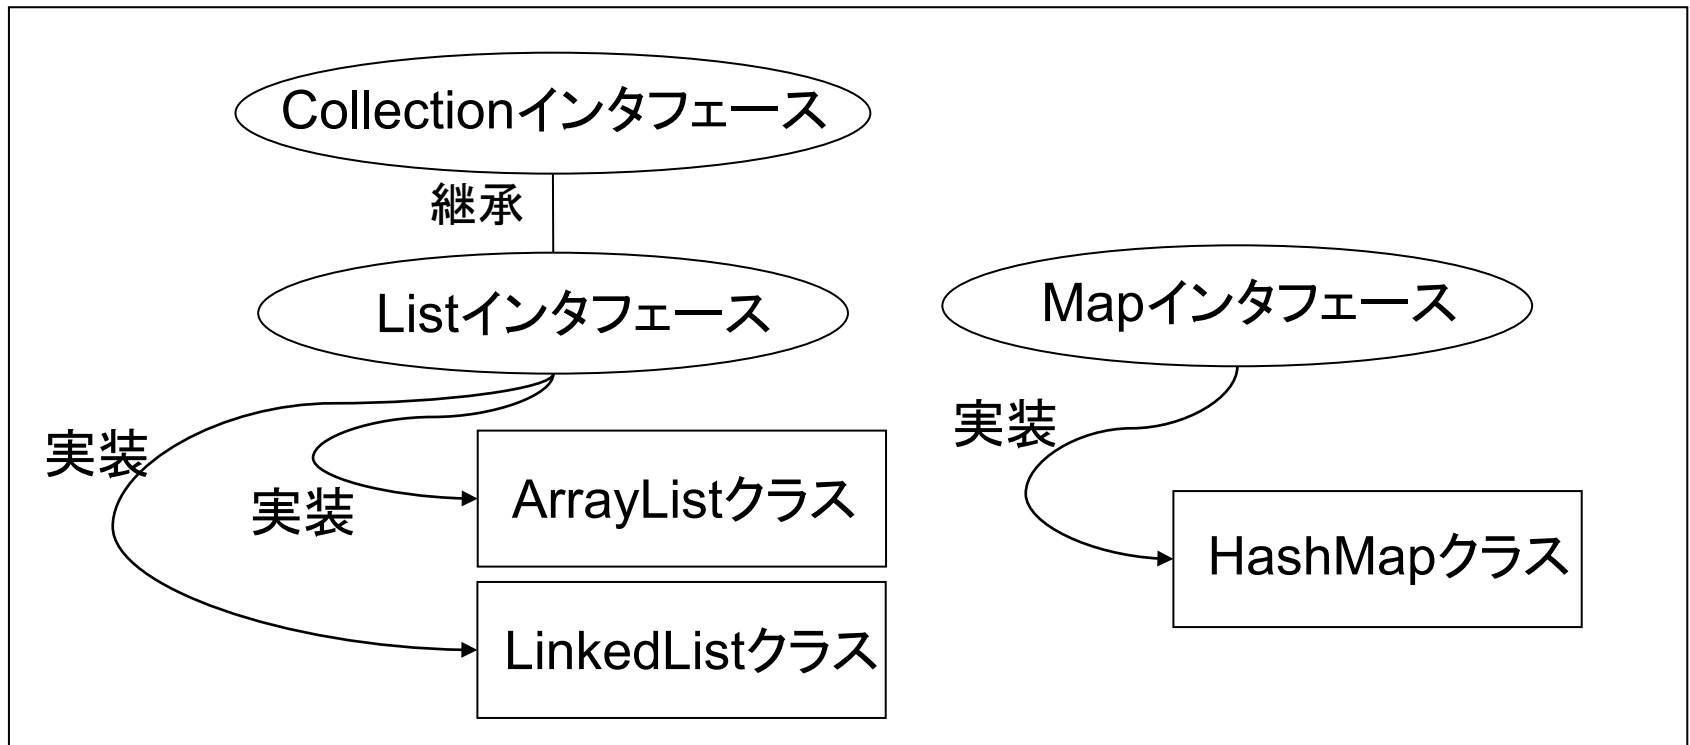 Collectionインタフェース
継承
Listインタフェース
Mapインタフェース
実装
実装
実装
ArrayListクラス
HashMapクラス
LinkedListクラス